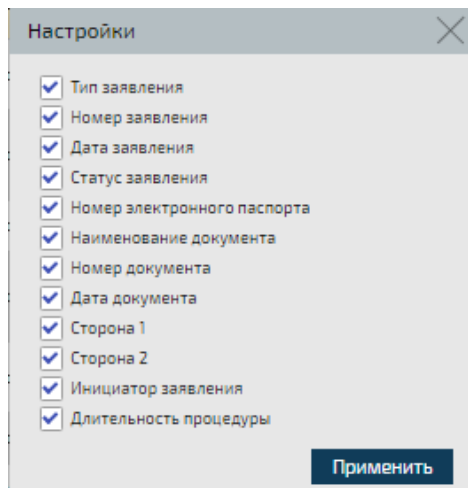 Настройки
Тип заявления
Номер заявления
Дата заявления
Статус заявления
Номер электронного паспорта
Наименование документа
Номер документа
Дата документа
Сторона 1
Сторона 2
Инициатор заявления
Длительность процедуры
Применить